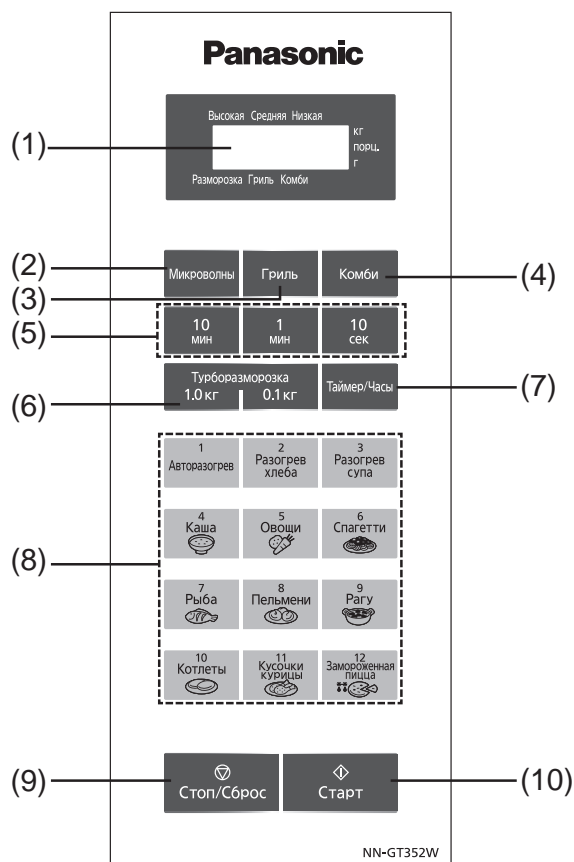 Panasonic
Высокая Средняя Низкая
кг
(1)
порц.
г
Разморозка Гриль Комби
(2)
Микроволны
Гриль
Комби
(4)
(3)
(5)
10
мин
1
мин
10
сек
Турборазморозка
1.0 кг
0.1 кг
Таймер/Часы
(7)
(6)
1
Авторазогрев
2
Разогрев
хлеба
3
Разогрев
супа
4
Каша
5
Овощи
6
Спагетти
(8)
7
Рыба
8
Пельмени
9
Рагу
10
Котлеты
11
Кусочки
курицы
12
Замороженная
пицца
(9)
Стоп/Сброс
Старт
(10)
NN-GT352W